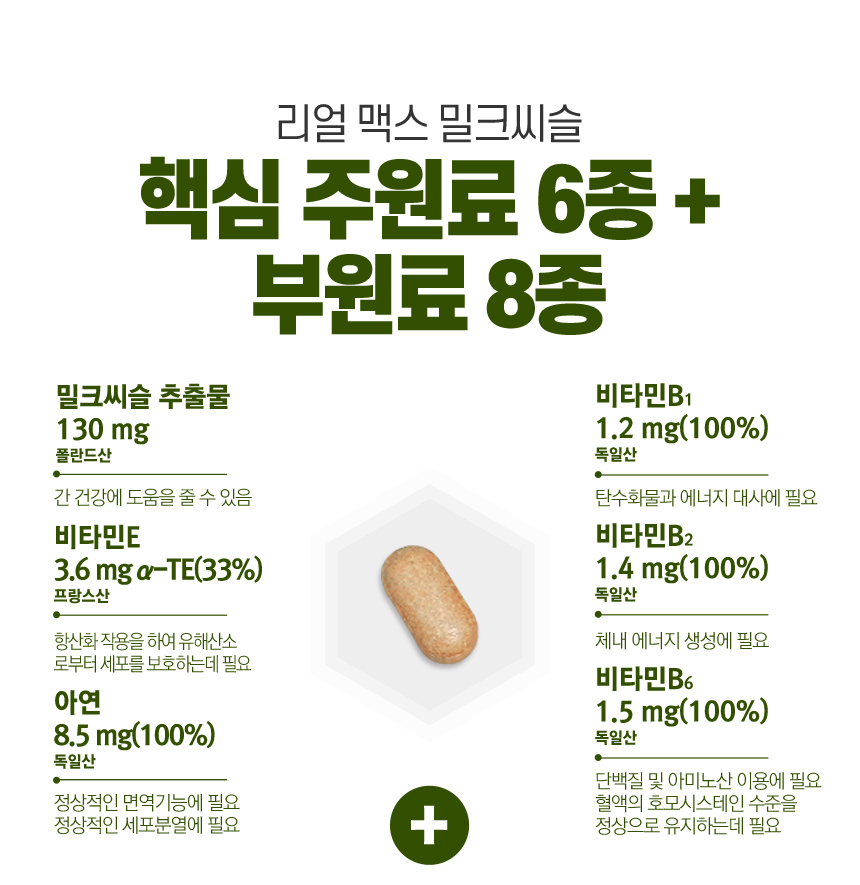 리얼 맥스 밀크씨슬
핵심 주원료 6종 +
부원료 8종
밀크씨슬 추출물
130 mg
폴란드산
간 건강에 도움을 줄 수 있음
비타민E
3.6 mg α-TE(33%)
프랑스산
항산화 작용을 하여 유해산소
로부터 세포를 보호하는데 필요
아연
8.5 mg(100%)
독일산
정상적인 면역기능에 필요
정상적인 세포분열에 필요
비타민B1
1.2 mg(100%)
독일산
탄수화물과 에너지 대사에 필요
비타민B2
1.4 mg(100%)
독일산
체내 에너지 생성에 필요
비타민B6
1.5 mg(100%)
독일산
단백질 및 아미노산 이용에 필요
혈액의 호모시스테인 수준을
정상으로 유지하는데 필요
+